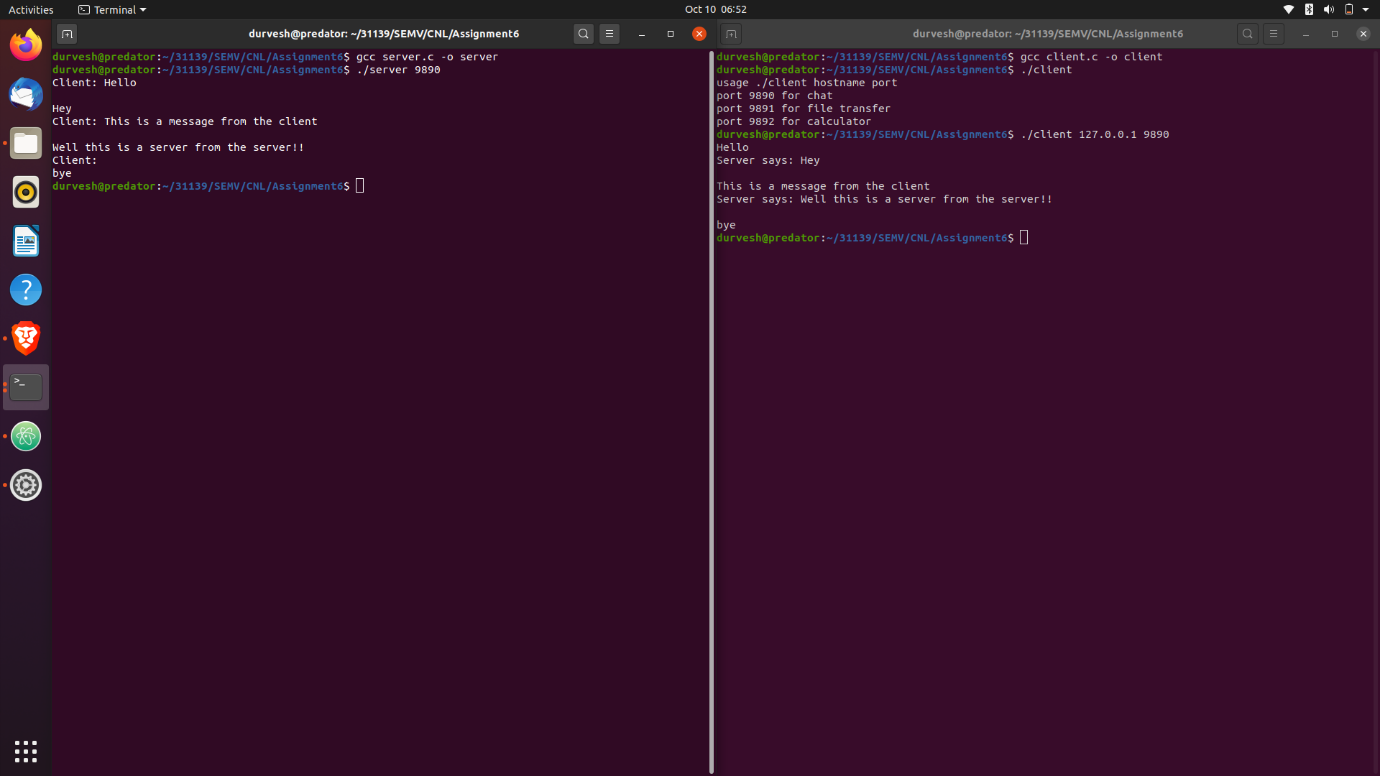 Activities
Terminal
Oct 10 06:52
durvesh@predator: ~/31139/SEMV/CNL/Assignment6
durvesh@predator:~/31139/SEMV/CNL/Assignment6$ gcc server.c -o server
durvesh@predator:~/31139/SEMV/CNL/Assignment6$ ./server 9890
Client: Hello
Hey
Client: This is a message from the client
Well this is a server from the server!!
Client:
bye
durvesh@predator:~/31139/SEMV/CNL/Assignment6$
durvesh@predator: ~/31139/SEMV/CNL/Assignment6
durvesh@predator:~/31139/SEMV/CNL/Assignment6$ gcc client.c -o client
durvesh@predator:~/31139/SEMV/CNL/Assignment6$ ./client
usage ./client hostname port
port 9890 for chat
port 9891 for file transfer
port 9892 for calculator
durvesh@predator:~/31139/SEMV/CNL/Assignment6$ ./client 127.0.0.1 9890
Hello
Server says: Hey
This is a message from the client
Server says: Well this is a server from the server!!
bye
durvesh@predator:~/31139/SEMV/CNL/Assignment6$